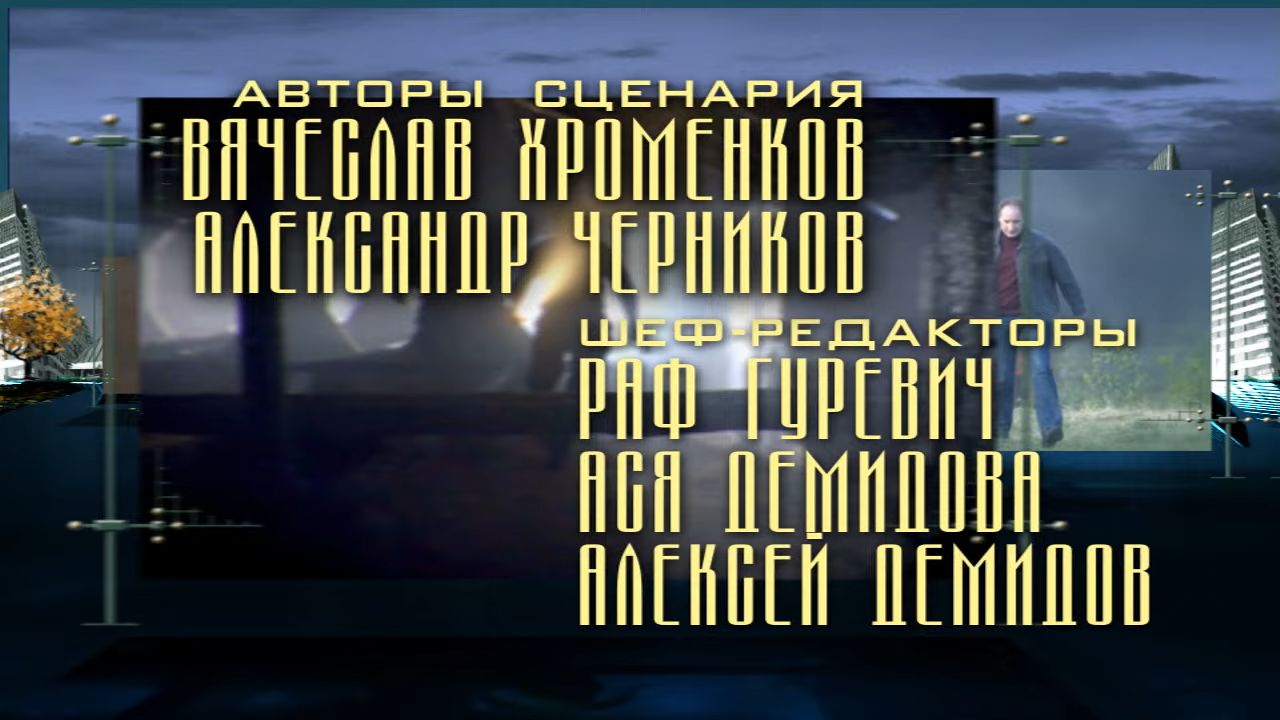 АВТОРЫ СЦЕНАРИЯ
ВЯЧЕСЛАВ ХРОМЕНКОВ
АЛЕКСАНДР ЧЕРНИКОВ
ШЕФ-РЕДАКТОРЫ
РАФ ГУРЕВИЧ
АСЯ ДЕМИДОВА
АЛЕКСЕЙ ДЕМИДОВ